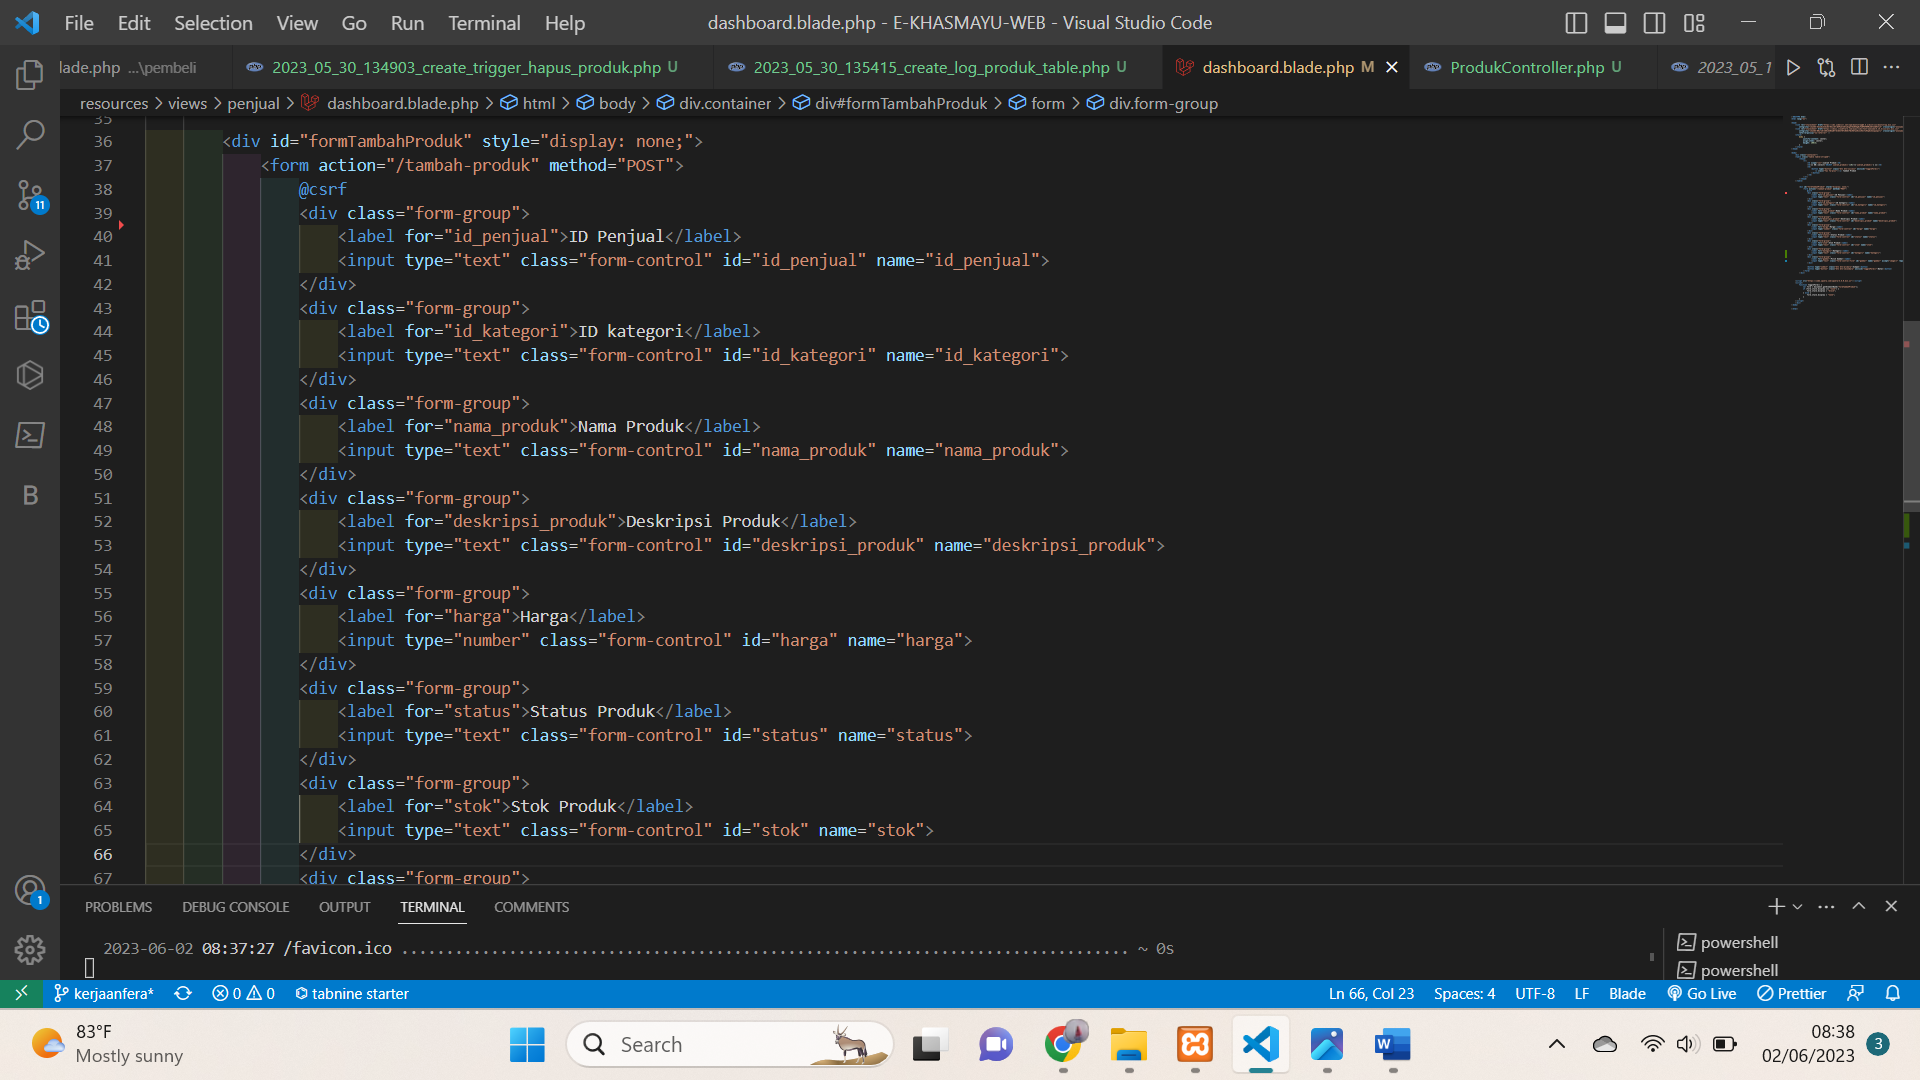 File Edit Selection View Go Run Terminal Help dashboard.blade.php - E-KHASMAYU-WEB - Visual Studio Code
lade.php ...\pembeli 2023_05_30_134903_create_trigger_hapus_produk.php U 2023_05_30_135415_create_log_produk_table.php U dashboard.blade.php M ProdukController.php U 2023_05_1
resources > views > penjual > dashboard.blade.php > html > body > div.container > div#formTambahProduk > form > div.form-group
35
36 <div id="formTambahProduk" style="display: none;">
37 <form action="/tambah-produk" method="POST">
38 @csrf
39 <div class="form-group">
40 <label for="id_penjual">ID Penjual</label>
41 <input type="text" class="form-control" id="id_penjual" name="id_penjual">
42 </div>
43 <div class="form-group">
44 <label for="id_kategori">ID kategori</label>
45 <input type="text" class="form-control" id="id_kategori" name="id_kategori">
46 </div>
47 <div class="form-group">
48 <label for="nama_produk">Nama Produk</label>
49 <input type="text" class="form-control" id="nama_produk" name="nama_produk">
50 </div>
51 <div class="form-group">
52 <label for="deskripsi_produk">Deskripsi Produk</label>
53 <input type="text" class="form-control" id="deskripsi_produk" name="deskripsi_produk">
54 </div>
55 <div class="form-group">
56 <label for="harga">Harga</label>
57 <input type="number" class="form-control" id="harga" name="harga">
58 </div>
59 <div class="form-group">
60 <label for="status">Status Produk</label>
61 <input type="text" class="form-control" id="status" name="status">
62 </div>
63 <div class="form-group">
64 <label for="stok">Stok Produk</label>
65 <input type="text" class="form-control" id="stok" name="stok">
66 </div>
67 <div class="form-group">
11
B
1
PROBLEMS DEBUG CONSOLE OUTPUT TERMINAL COMMENTS
2023-06-02 08:37:27 /favicon.ico ................................................................................ ~ 0s
powershell
powershell
kerjaanfera* 0 0 tabnine starter Ln 66, Col 23 Spaces: 4 UTF-8 LF Blade Go Live Prettier
83°F
Mostly sunny
Search
08:38
02/06/2023
3